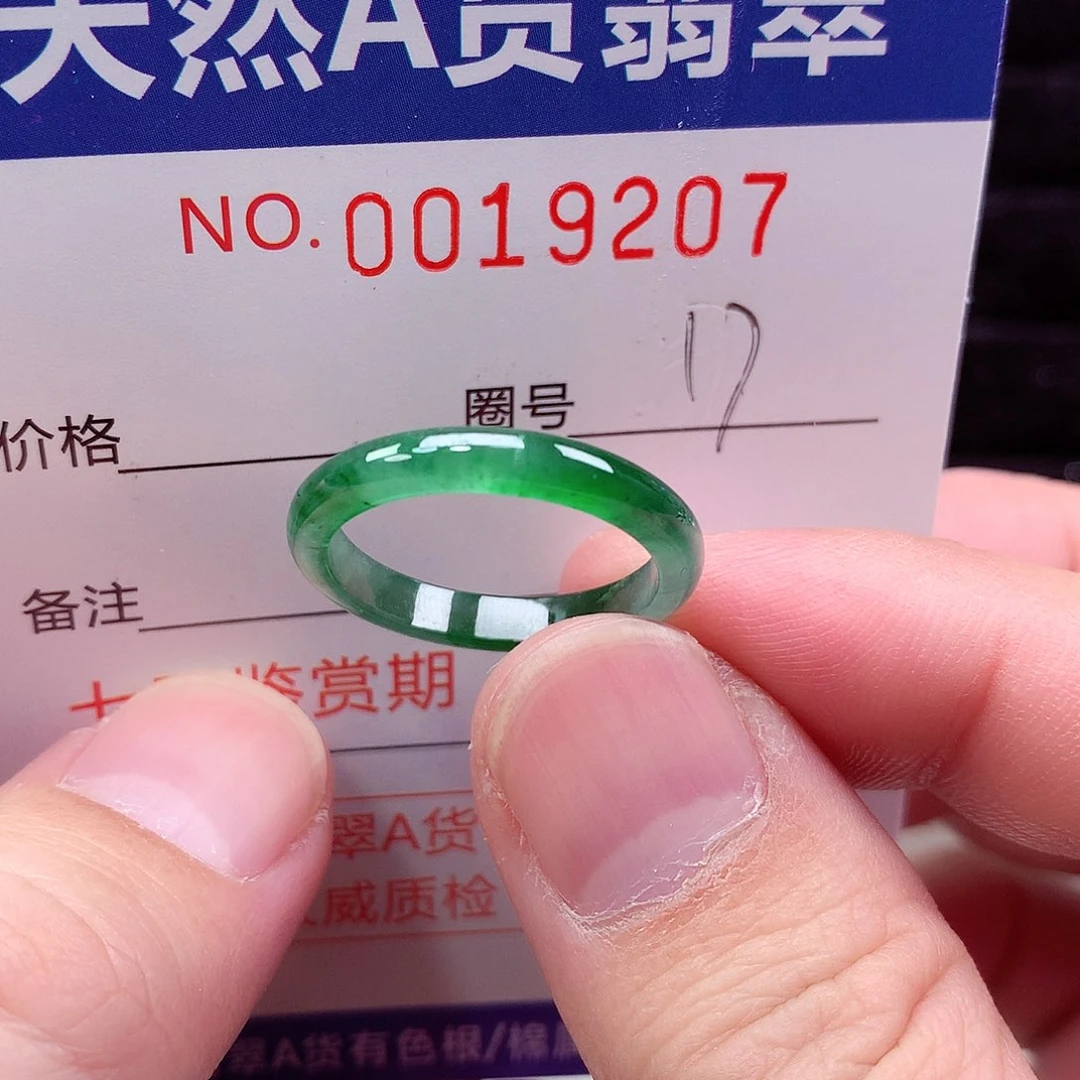 天然A货翡翠
NO.0019207
价格
圈号 17
备注
鉴赏期
翠A货
威质检
翠A货有色根/棉